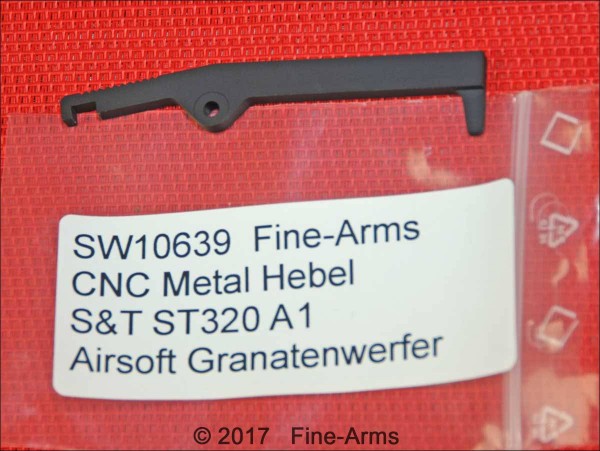 SW10639 Fine-Arms
CNC Metal Hebel
S&T ST320 A1
Airsoft Granatenwerfer
© 2017 Fine-Arms